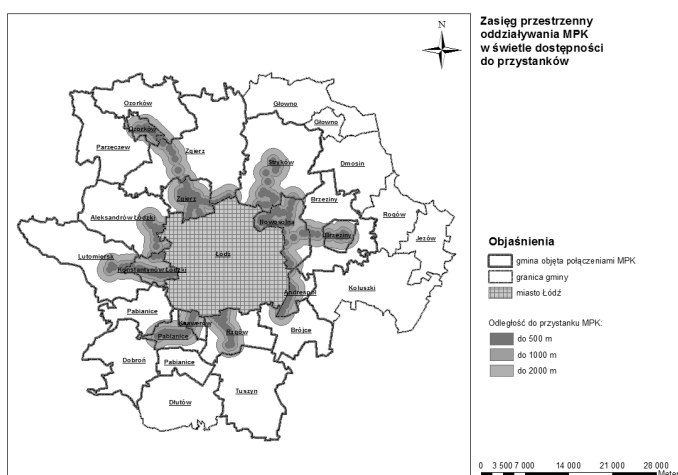 Zasięg przestrzenny
oddziaływania MPK
w świetle dostępności
do przystanków
N
Ozorków
Głowno
Głowno
Ozorków
Parzęczew
Zgierz
Stryków
Dmosin
Zgierz
Brzeziny
Aleksandrów Łódzki
Nowosolna
Rogów
Brzeziny
Jeżów
Lutomiersk
Łódź
Konstantynów Łódzki
Andrespol
Koluszki
Pabianice
Ksawerów
Pabianice
Rzgów
Brójce
Dobroń
Pabianice
Tuszyn
Dłutów
Objaśnienia
gmina objęta połączeniami MPK
granica gminy
miasto Łódź
Odległość do przystanku MPK:
do 500 m
do 1000 m
do 2000 m
0 3 500 7 000 14 000 21 000 28 000
Meters